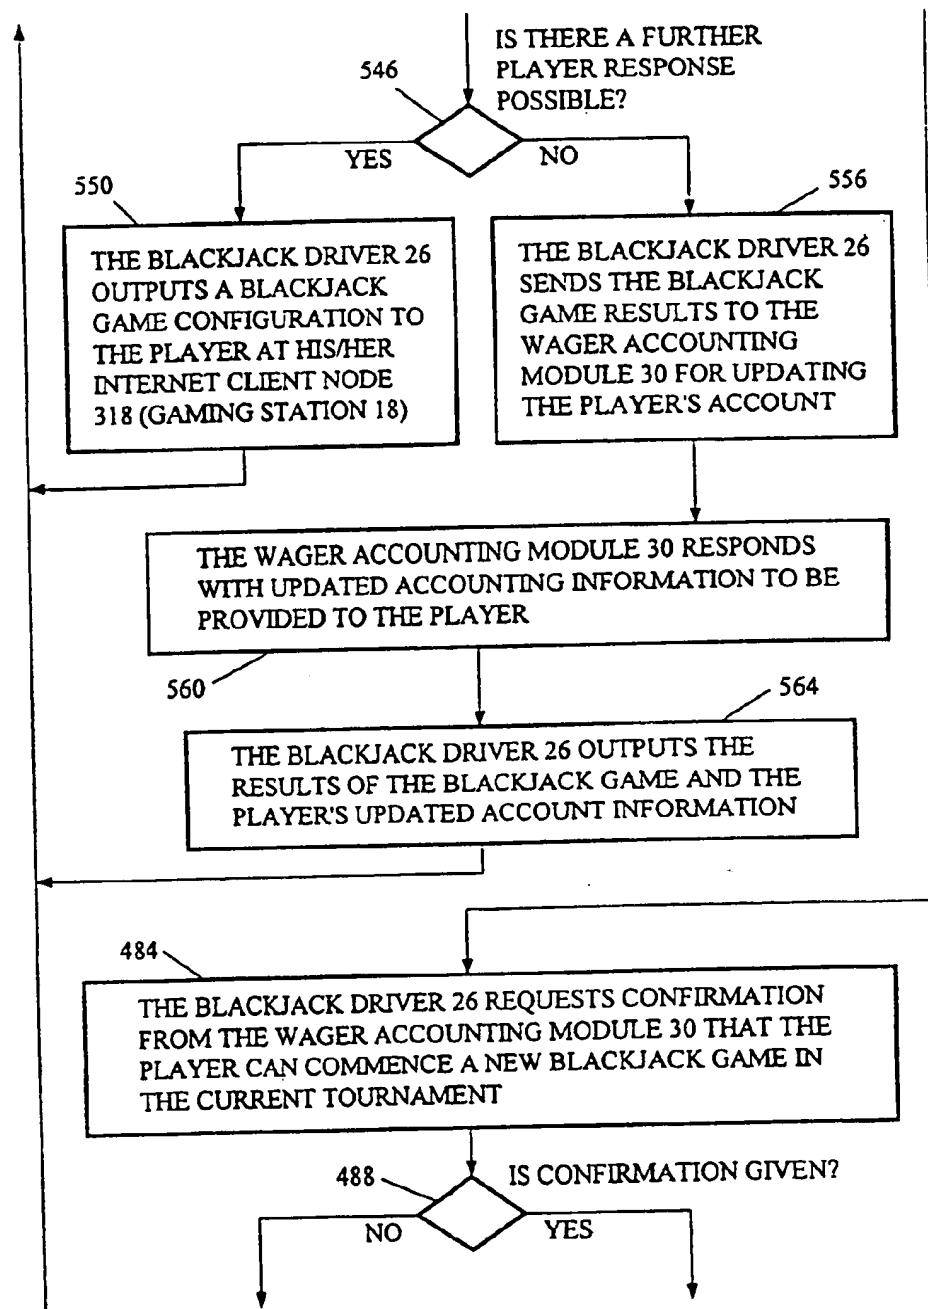 IS THERE A FURTHER
PLAYER RESPONSE
POSSIBLE?
546
YES
NO
550
THE BLACKJACK DRIVER 26
OUTPUTS A BLACKJACK
GAME CONFIGURATION TO
THE PLAYER AT HIS/HER
INTERNET CLIENT NODE
318 (GAMING STATION 18)
556
THE BLACKJACK DRIVER 26
SENDS THE BLACKJACK
GAME RESULTS TO THE
WAGER ACCOUNTING
MODULE 30 FOR UPDATING
THE PLAYER'S ACCOUNT
THE WAGER ACCOUNTING MODULE 30 RESPONDS
WITH UPDATED ACCOUNTING INFORMATION TO BE
PROVIDED TO THE PLAYER
560
564
THE BLACKJACK DRIVER 26 OUTPUTS THE
RESULTS OF THE BLACKJACK GAME AND THE
PLAYER'S UPDATED ACCOUNT INFORMATION
484
THE BLACKJACK DRIVER 26 REQUESTS CONFIRMATION
FROM THE WAGER ACCOUNTING MODULE 30 THAT THE
PLAYER CAN COMMENCE A NEW BLACKJACK GAME IN
THE CURRENT TOURNAMENT
488
IS CONFIRMATION GIVEN?
NO
YES